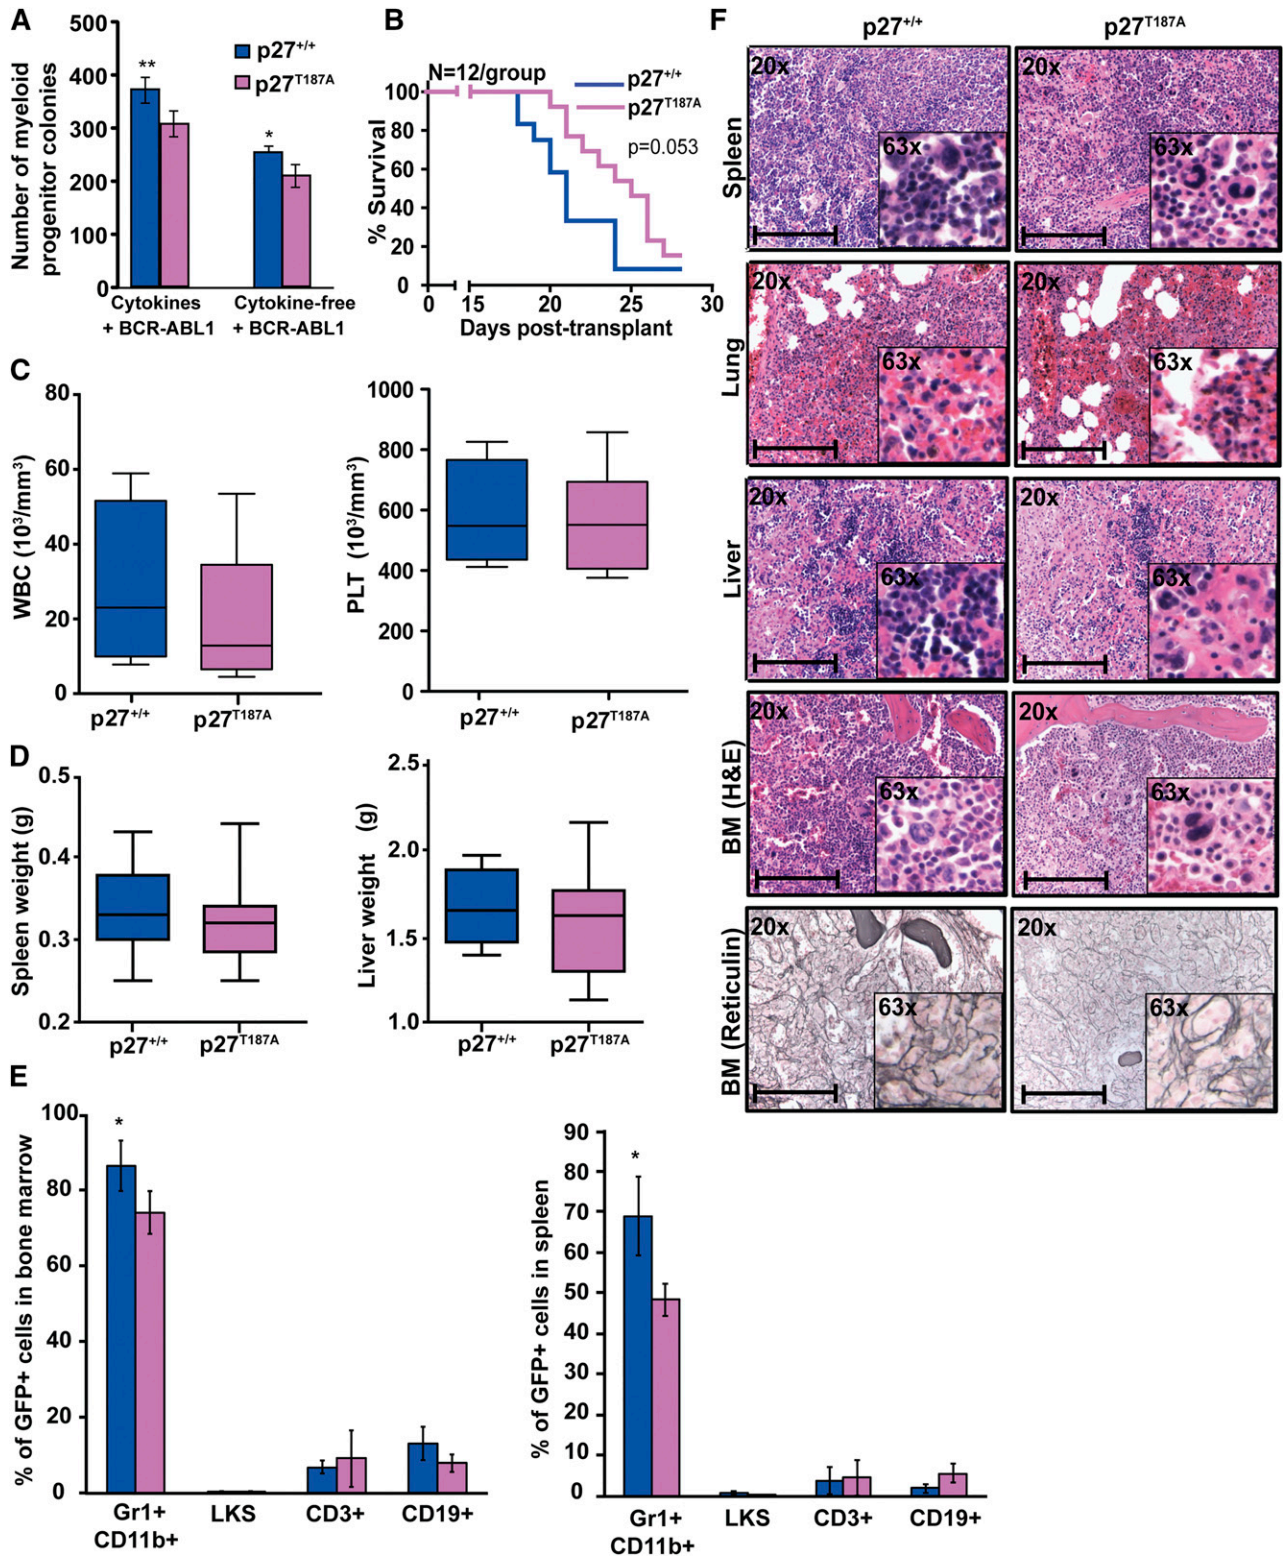 A
500
400
300
200
100
0
Number of myeloid
progenitor colonies
**
*
p27+/+
p27T187A
Cytokines
+ BCR-ABL1
Cytokine-free
+ BCR-ABL1
B
N=12/group
p27+/+
p27T187A
p=0.053
100
80
60
40
20
0
% Survival
0
15
20
25
30
Days post-transplant
C
80
60
40
20
0
WBC (10³/mm³)
p27+/+
p27T187A
1000
800
600
400
200
0
PLT (10³/mm³)
p27+/+
p27T187A
D
0.5
0.4
0.3
0.2
Spleen weight (g)
p27+/+
p27T187A
2.5
2.0
1.5
1.0
Liver weight (g)
p27+/+
p27T187A
E
100
80
60
40
20
0
% of GFP+ cells in bone marrow
*
Gr1+
CD11b+
LKS
CD3+
CD19+
90
80
70
60
50
40
30
20
10
0
% of GFP+ cells in spleen
*
Gr1+
CD11b+
LKS
CD3+
CD19+
F
p27+/+
p27T187A
Spleen
20x
63x
20x
63x
Lung
20x
63x
20x
63x
Liver
20x
63x
20x
63x
BM (H&E)
20x
63x
20x
63x
BM (Reticulin)
20x
63x
20x
63x